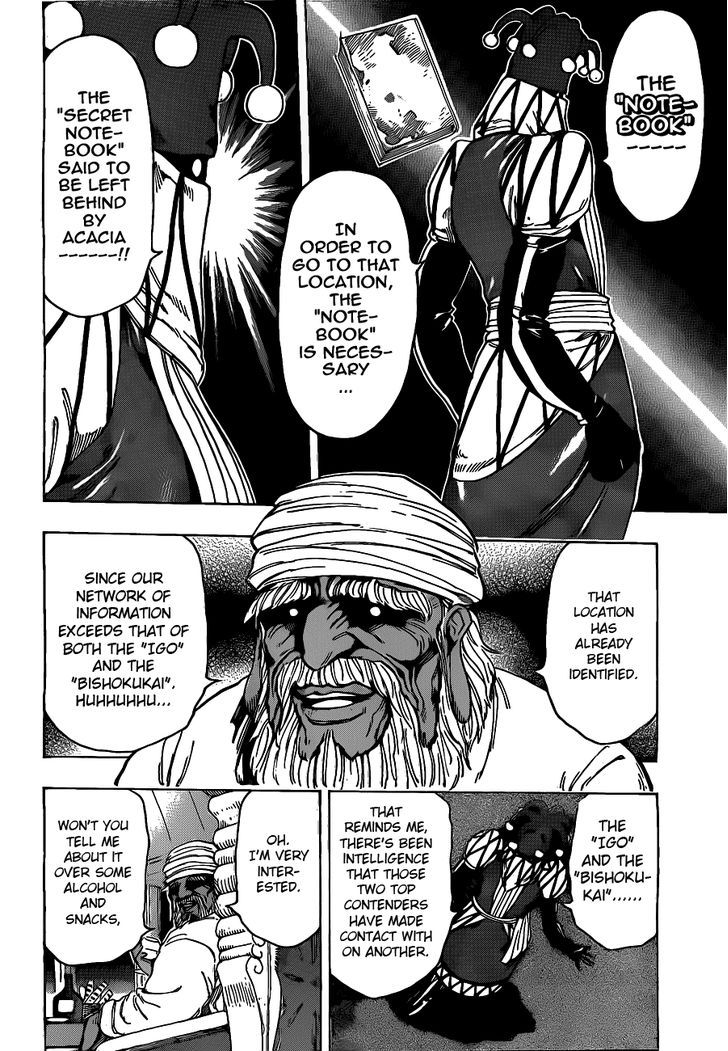 THE
"NOTE-
BOOK"
-----
IN
ORDER TO
GO TO THAT
LOCATION,
THE
"NOTE-
BOOK"
IS NECES-
SARY
...
THE
"SECRET
NOTE-
BOOK"
SAID TO
BE LEFT
BEHIND
BY
ACACIA
------!!
THAT
LOCATION
HAS
ALREADY
BEEN
IDENTIFIED.
SINCE OUR
NETWORK OF
INFORMATION
EXCEEDS THAT OF
BOTH THE "IGO"
AND THE
"BISHOKUKAI".
HUHHUHHU...
THE
"IGO"
AND THE
"BISHOKU-
KAI"......
THAT
REMINDS ME,
THERE'S BEEN
INTELLIGENCE
THAT THOSE
TWO TOP
CONTENDERS
HAVE MADE
CONTACT WITH
ON ANOTHER.
OH.
I'M VERY
INTER-
ESTED.
WON'T YOU
TELL ME
ABOUT IT
OVER SOME
ALCOHOL
AND
SNACKS,